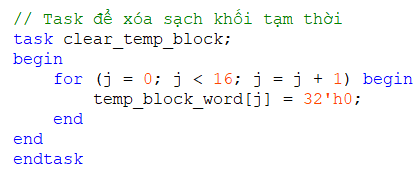 // Task để xóa sạch khối tạm thời
task clear_temp_block;
begin
    for (j = 0; j < 16; j = j + 1) begin
        temp_block_word[j] = 32'h0;
    end
end
endtask